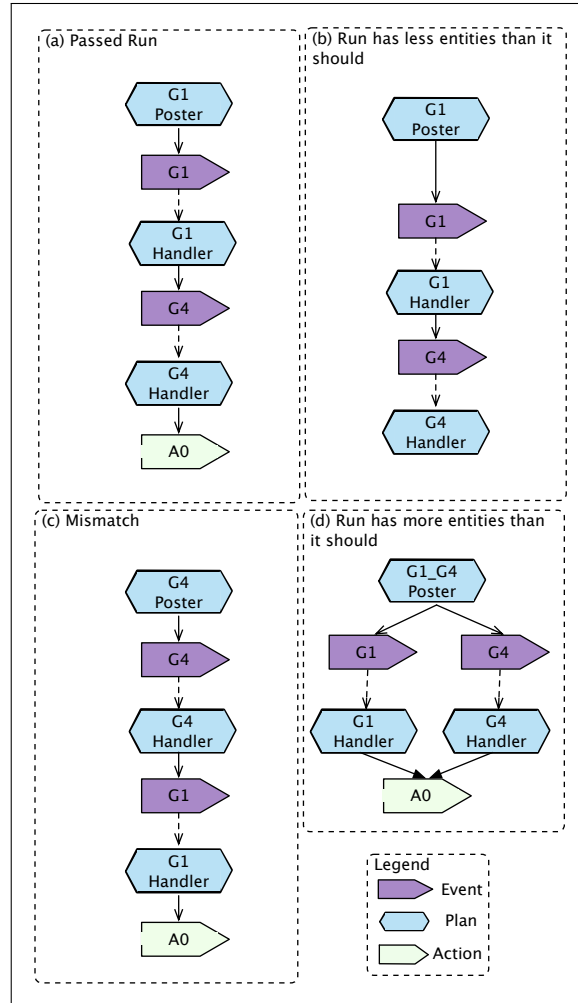 (a) Passed Run
G1
Poster
G1
G1
Handler
G4
G4
Handler
A0
(b) Run has less entities than it
should
G1
Poster
G1
G1
Handler
G4
G4
Handler
(c) Mismatch
G4
Poster
G4
G4
Handler
G1
G1
Handler
A0
(d) Run has more entities than
it should
G1_G4
Poster
G1
G4
G1
Handler
G4
Handler
A0
Legend
Event
Plan
Action